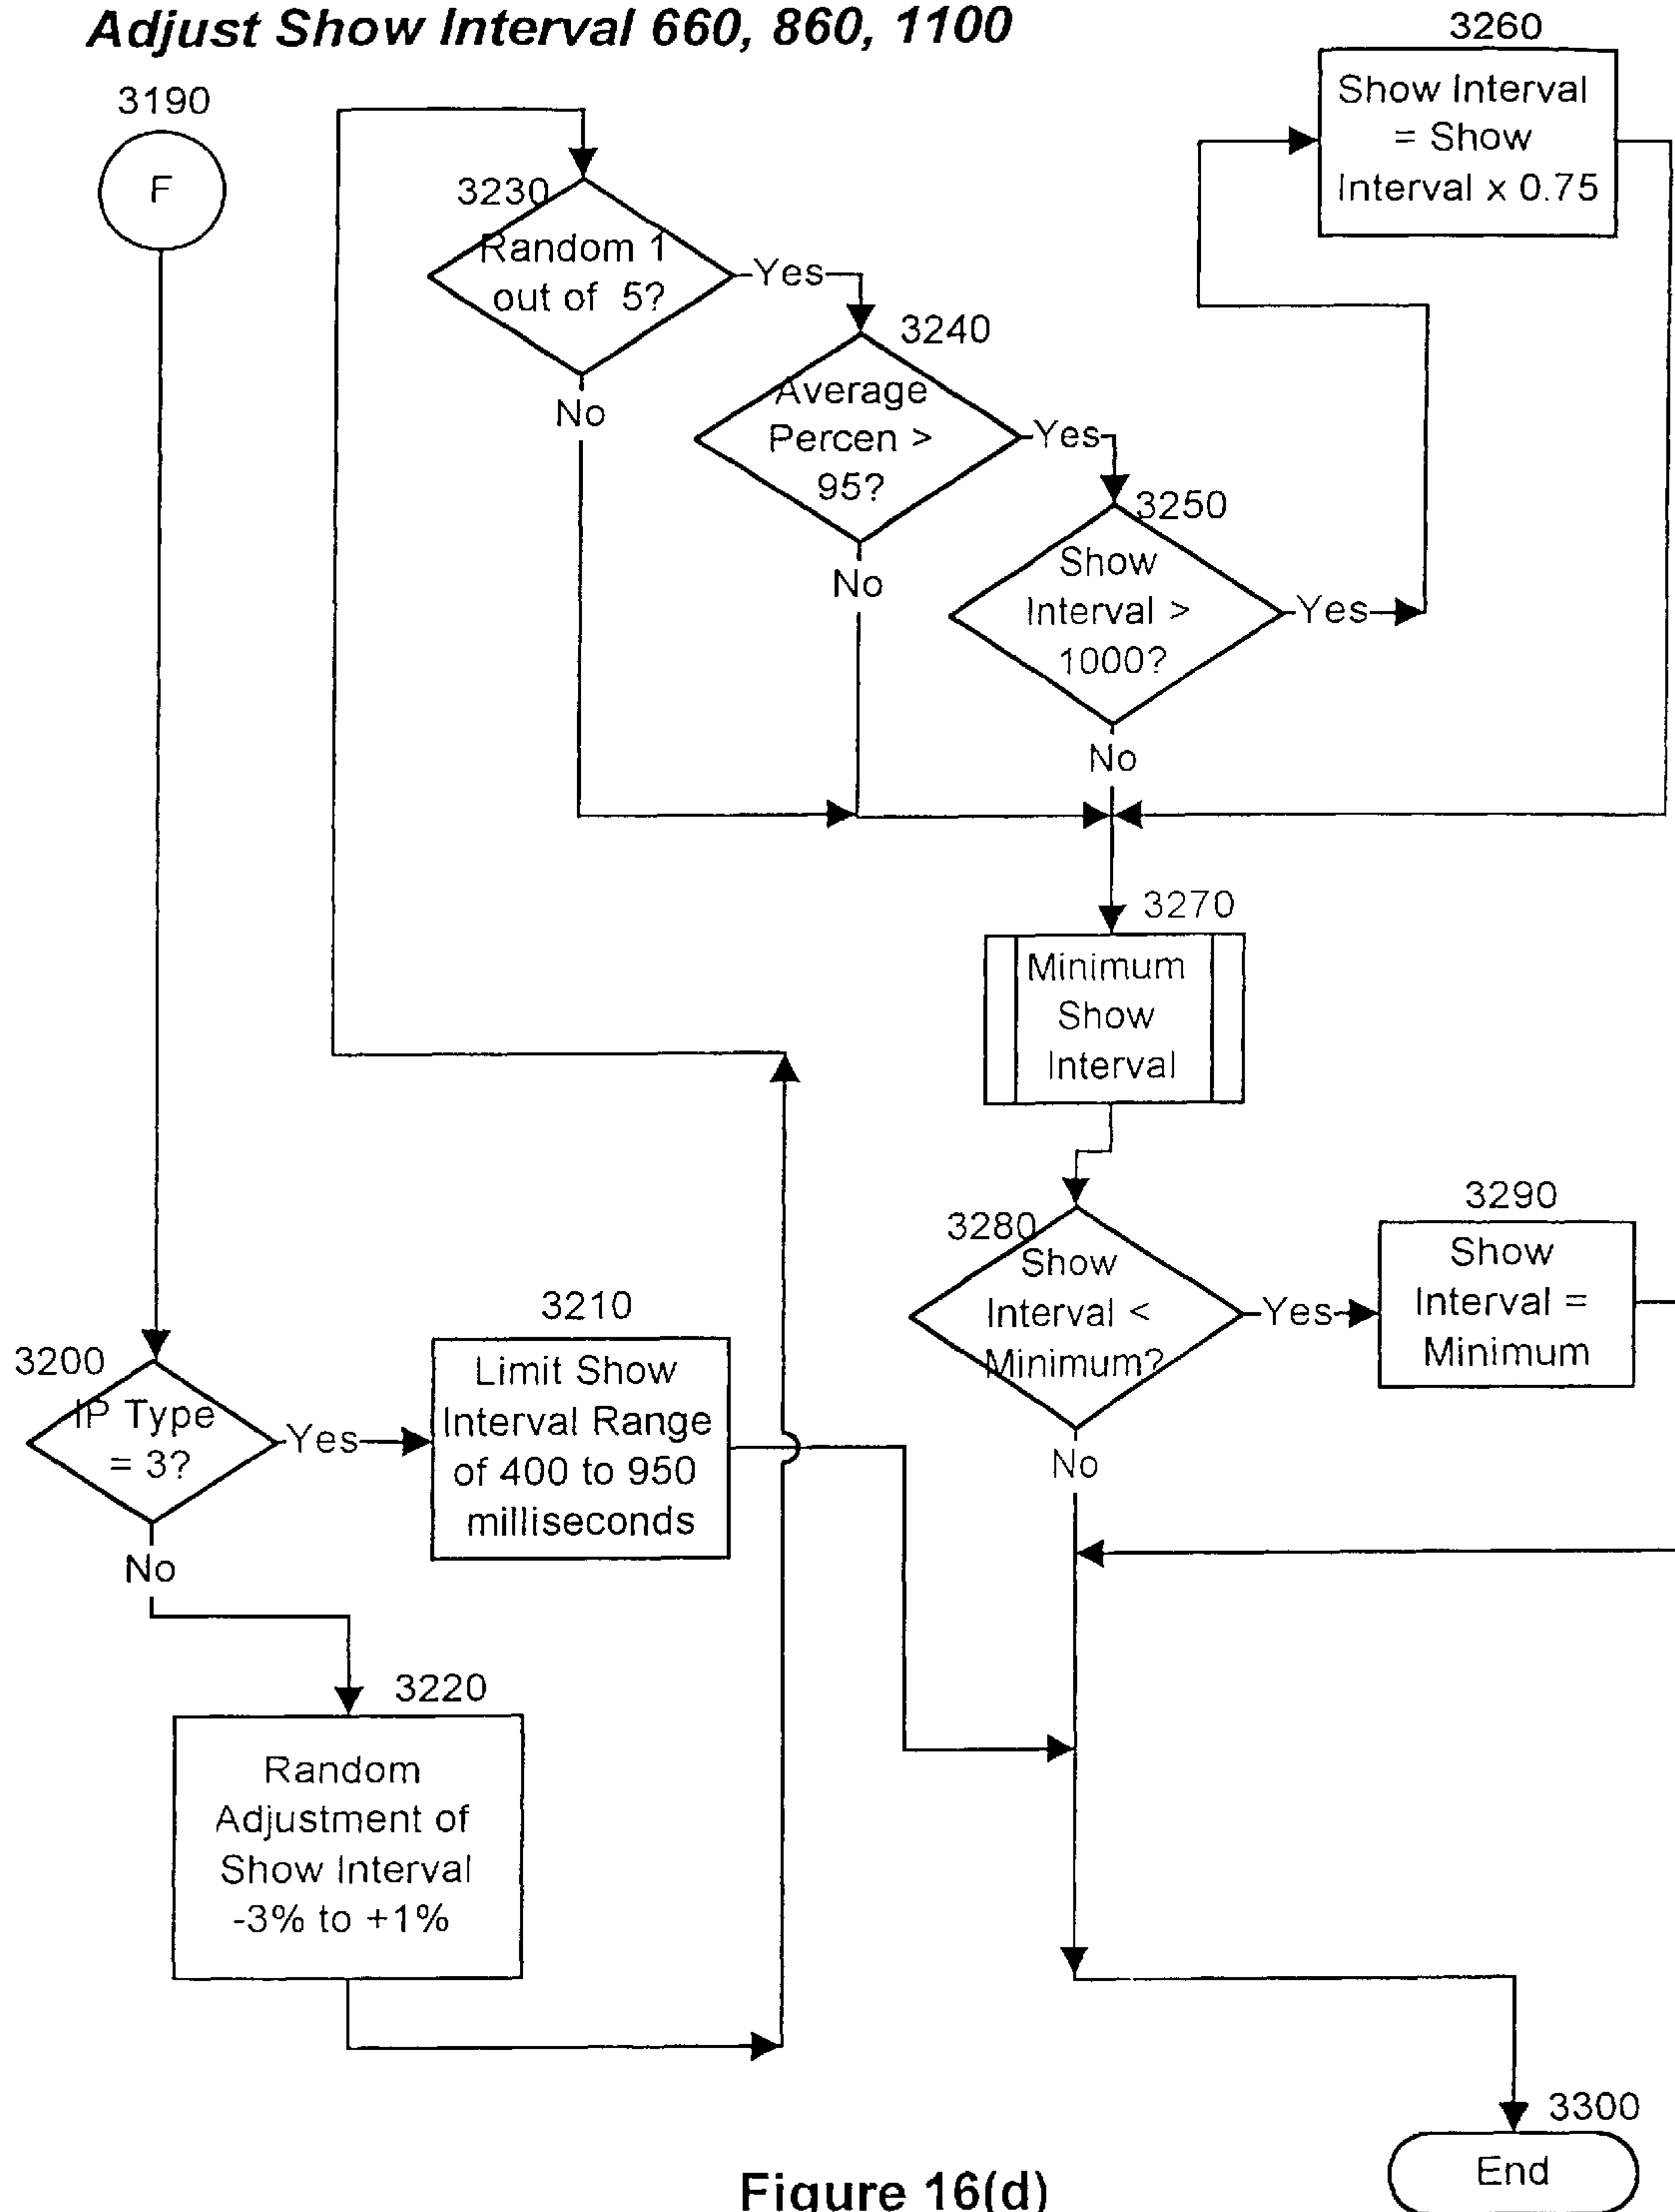 Adjust Show Interval 660, 860, 1100
3190
F
3230
Random 1
out of 5?
Yes
No
3240
Average
Percen >
95?
Yes
No
3250
Show
Interval >
1000?
Yes
No
3260
Show Interval
= Show
Interval x 0.75
3270
Minimum
Show
Interval
3280
Show
Interval <
Minimum?
Yes
No
3290
Show
Interval =
Minimum
3200
IP Type
= 3?
Yes
No
3210
Limit Show
Interval Range
of 400 to 950
milliseconds
3220
Random
Adjustment of
Show Interval
-3% to +1%
3300
End
Figure 16(d)